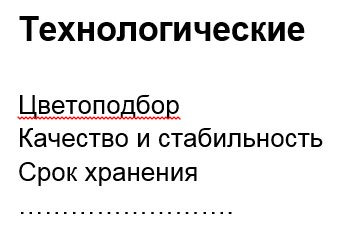 Технологические
Цветоподбор
Качество и стабильность
Срок хранения
…………………….